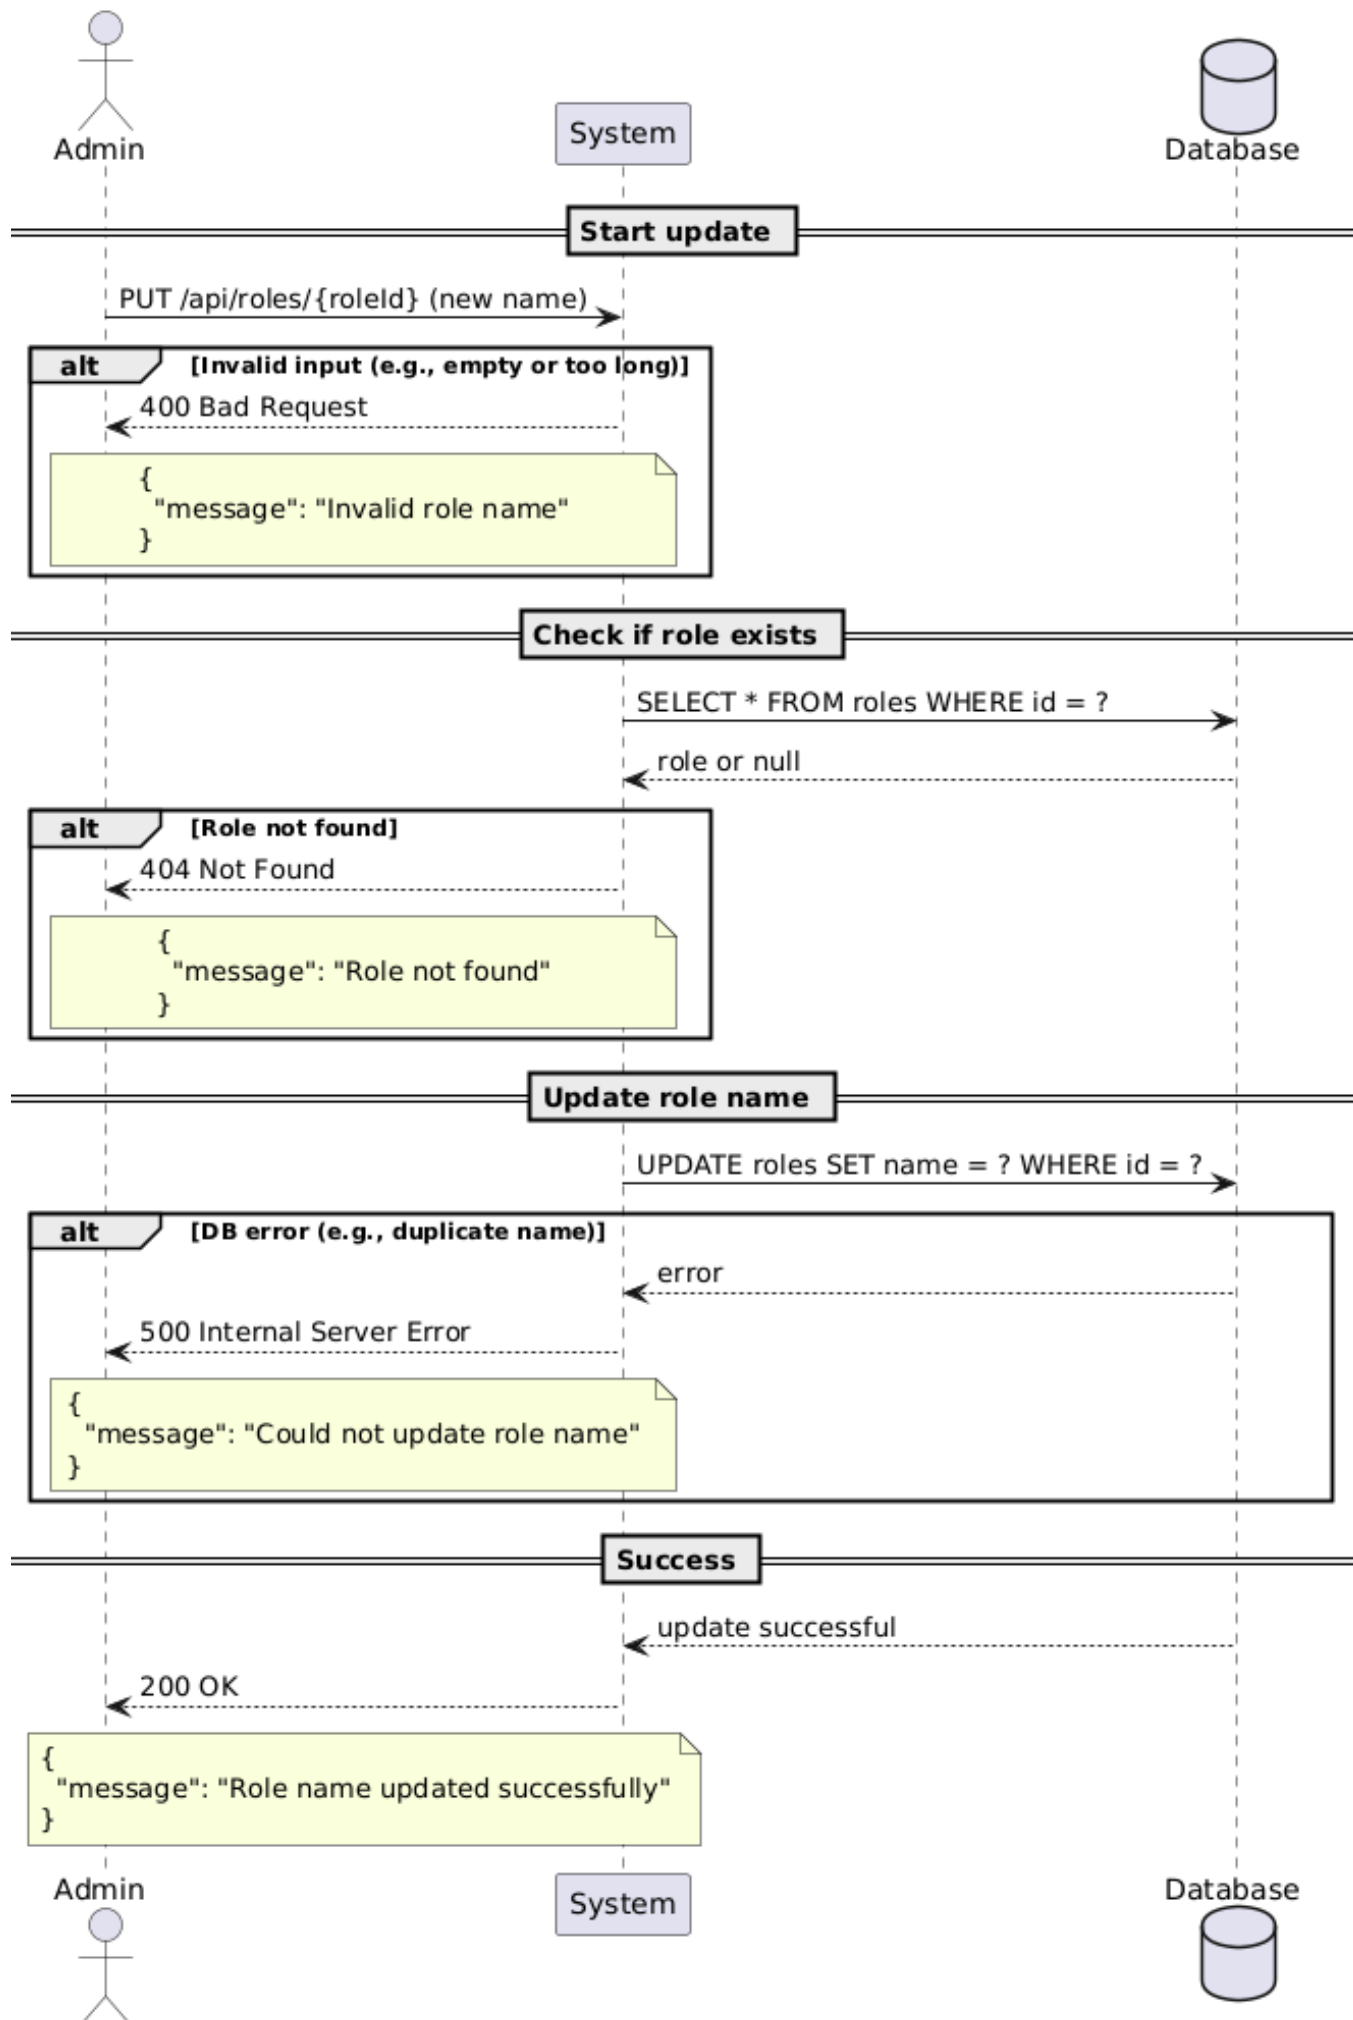 Admin
System
Database
Start update
PUT /api/roles/{roleId} (new name)
alt [Invalid input (e.g., empty or too long)]
400 Bad Request
{
"message": "Invalid role name"
}
Check if role exists
SELECT * FROM roles WHERE id = ?
role or null
alt [Role not found]
404 Not Found
{
"message": "Role not found"
}
Update role name
UPDATE roles SET name = ? WHERE id = ?
alt [DB error (e.g., duplicate name)]
error
500 Internal Server Error
{
"message": "Could not update role name"
}
Success
update successful
200 OK
{
"message": "Role name updated successfully"
}
Admin
System
Database